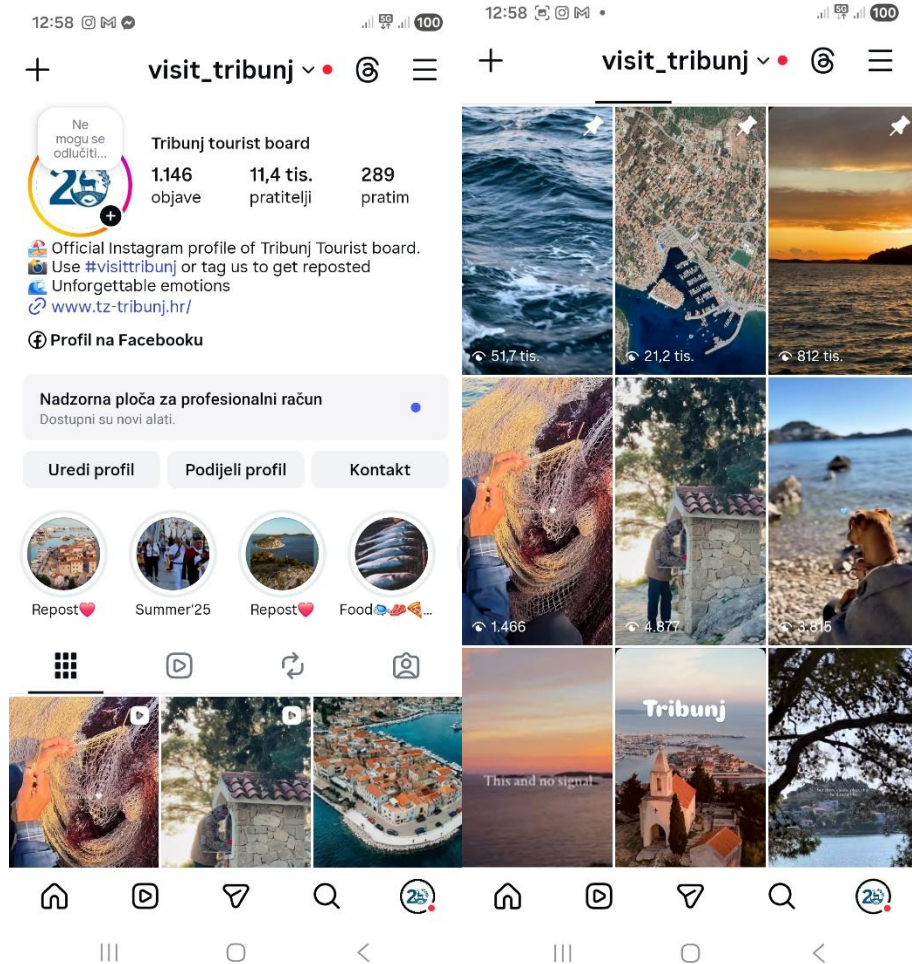 12:58
100
visit_tribunj
Ne
mogu se
odlučiti...
Tribunj tourist board
1.146 11,4 tis. 289
objave pratitelji pratim
Official Instagram profile of Tribunj Tourist board.
Use #visittribunj or tag us to get reposted
Unforgettable emotions
www.tz-tribunj.hr/
Profil na Facebooku
Nadzorna ploča za profesionalni račun
Dostupni su novi alati.
Uredi profil Podijeli profil Kontakt
Repost Summer'25 Repost Food ...
12:58
5G 100
visit_tribunj
51,7 tis. 21,2 tis. 812 tis.
1.466 4.877 3.815
This and no signal
Tribunj